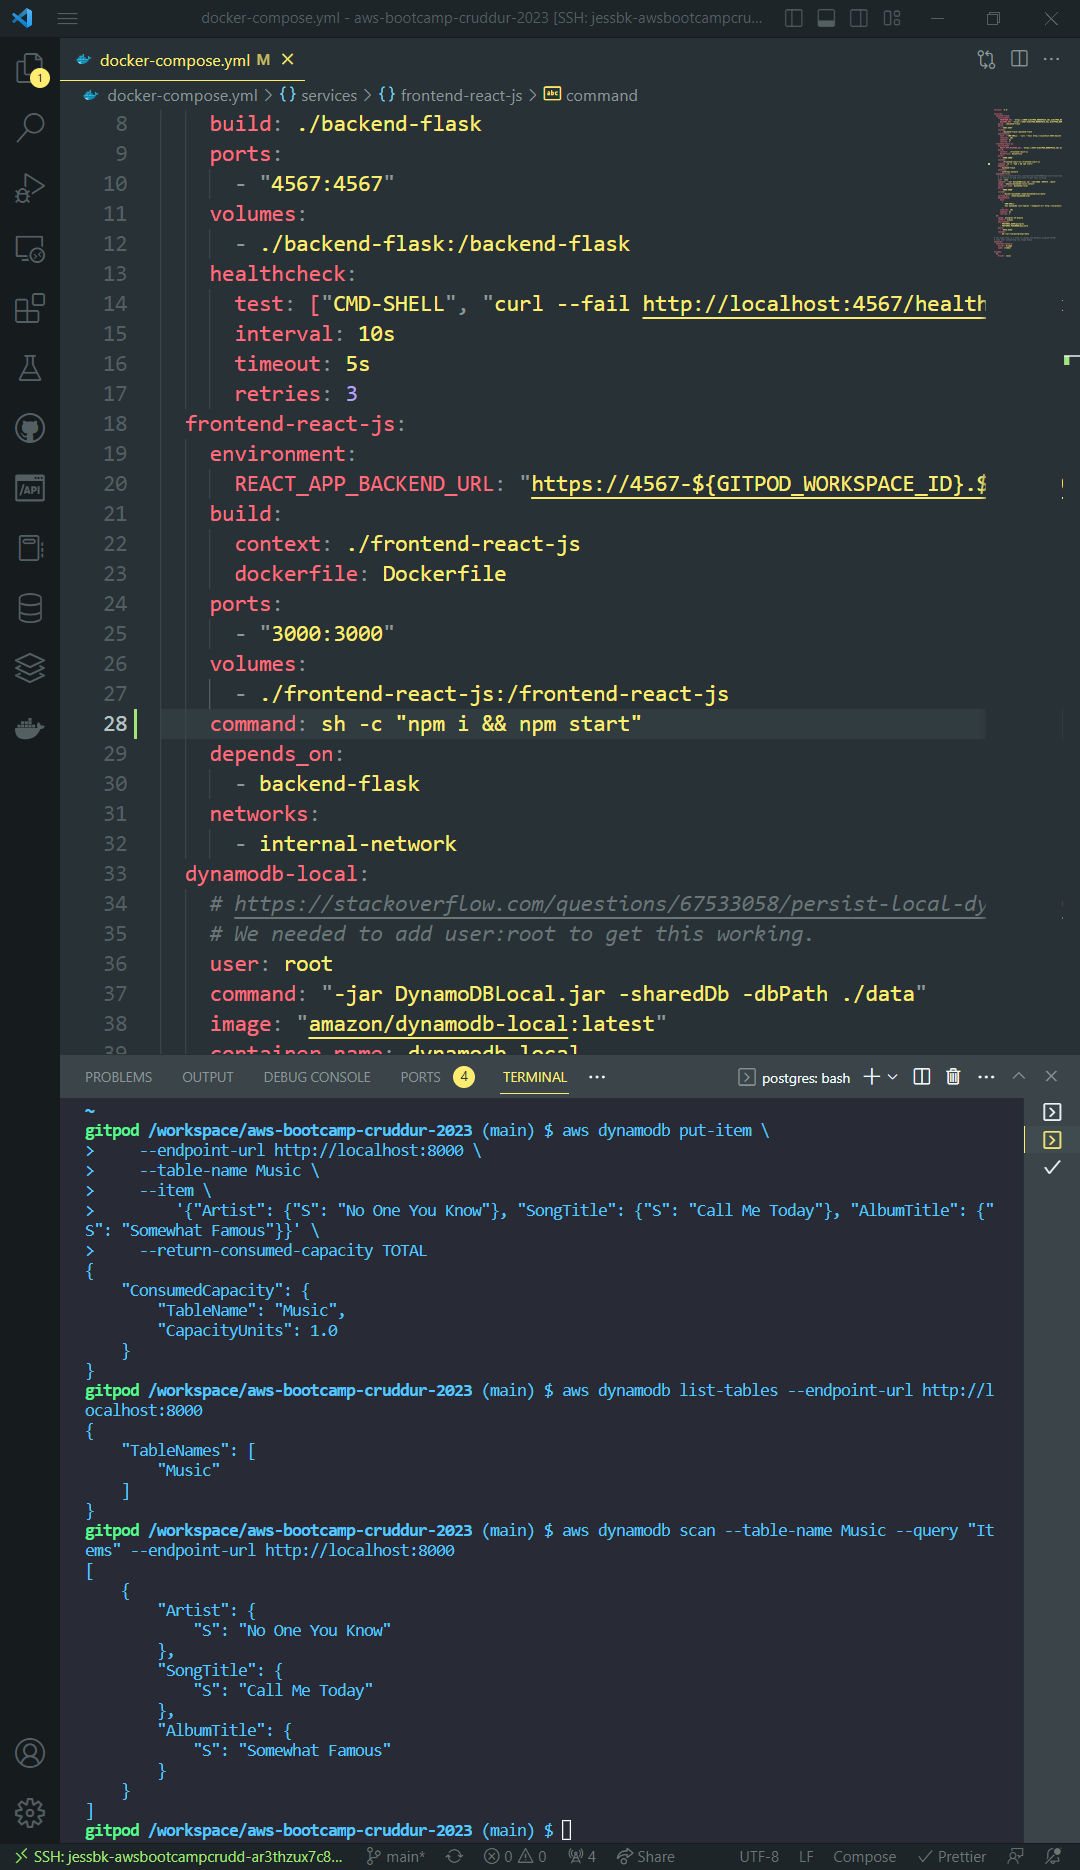 docker-compose.yml - aws-bootcamp-cruddur-2023 [SSH: jessbk-awsbootcampcru...
docker-compose.yml M
docker-compose.yml > {} services > {} frontend-react-js > abc command
1
8 build: ./backend-flask
9 ports:
10 - "4567:4567"
11 volumes:
12 - ./backend-flask:/backend-flask
13 healthcheck:
14 test: ["CMD-SHELL", "curl --fail http://localhost:4567/health
15 interval: 10s
16 timeout: 5s
17 retries: 3
18 frontend-react-js:
19 environment:
20 REACT_APP_BACKEND_URL: "https://4567-${GITPOD_WORKSPACE_ID}.$
21 build:
22 context: ./frontend-react-js
23 dockerfile: Dockerfile
24 ports:
25 - "3000:3000"
26 volumes:
27 - ./frontend-react-js:/frontend-react-js
28 command: sh -c "npm i && npm start"
29 depends_on:
30 - backend-flask
31 networks:
32 - internal-network
33 dynamodb-local:
34 # https://stackoverflow.com/questions/67533058/persist-local-dy
35 # We needed to add user:root to get this working.
36 user: root
37 command: "-jar DynamoDBLocal.jar -sharedDb -dbPath ./data"
38 image: "amazon/dynamodb-local:latest"
39 container_name: dynamodb-local
/API
PROBLEMS OUTPUT DEBUG CONSOLE PORTS 4 TERMINAL ··· postgres: bash
~
gitpod /workspace/aws-bootcamp-cruddur-2023 (main) $ aws dynamodb put-item \
> --endpoint-url http://localhost:8000 \
> --table-name Music \
> --item \
> '{"Artist": {"S": "No One You Know"}, "SongTitle": {"S": "Call Me Today"}, "AlbumTitle": {"
S": "Somewhat Famous"}}' \
> --return-consumed-capacity TOTAL
{
"ConsumedCapacity": {
"TableName": "Music",
"CapacityUnits": 1.0
}
}
gitpod /workspace/aws-bootcamp-cruddur-2023 (main) $ aws dynamodb list-tables --endpoint-url http://l
ocalhost:8000
{
"TableNames": [
"Music"
]
}
gitpod /workspace/aws-bootcamp-cruddur-2023 (main) $ aws dynamodb scan --table-name Music --query "It
ems" --endpoint-url http://localhost:8000
[
{
"Artist": {
"S": "No One You Know"
},
"SongTitle": {
"S": "Call Me Today"
},
"AlbumTitle": {
"S": "Somewhat Famous"
}
}
]
gitpod /workspace/aws-bootcamp-cruddur-2023 (main) $
SSH: jessbk-awsbootcampcrudd-ar3thzux7c8... main* 0 0 4 Share UTF-8 LF Compose Prettier